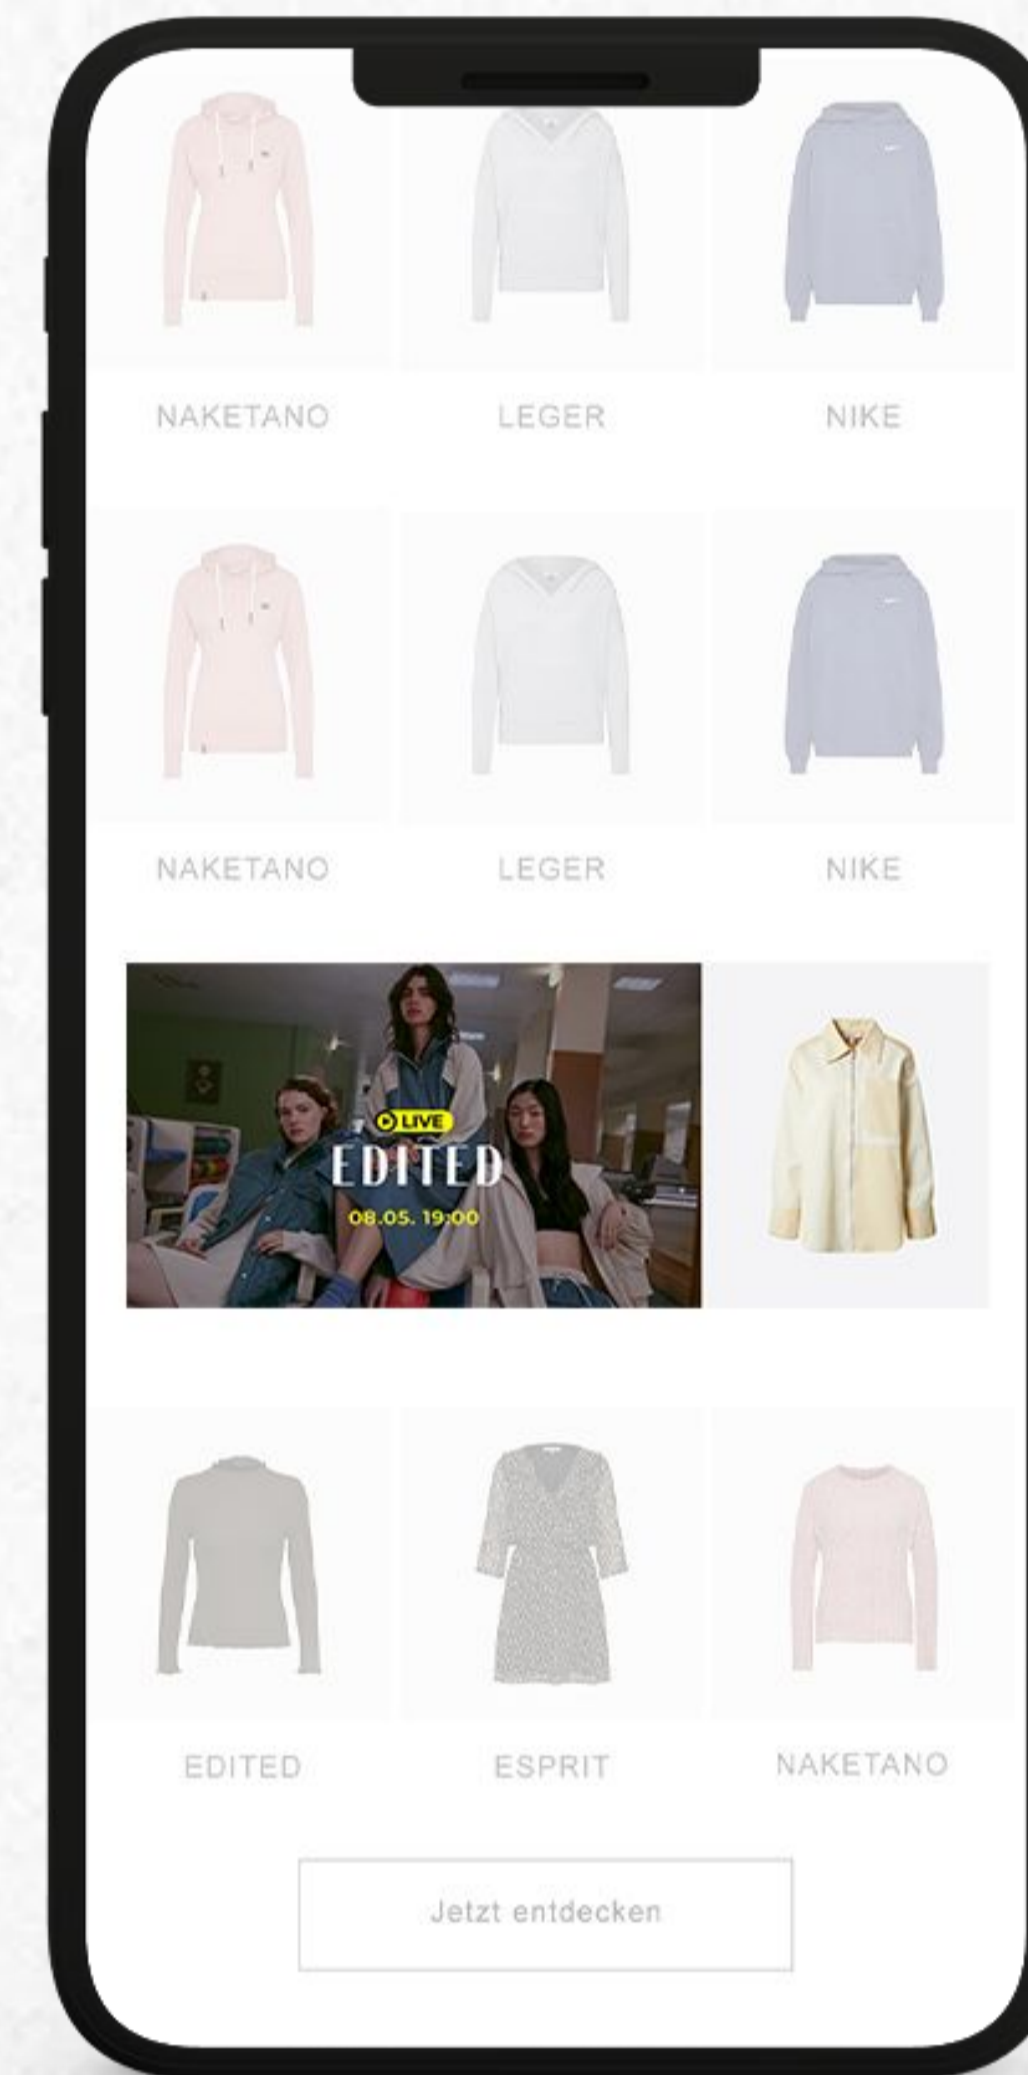 NAKETANO LEGER NIKE
NAKETANO LEGER NIKE
LIVE
EDITED
08.05. 19:00
EDITED ESPRIT NAKETANO
Jetzt entdecken